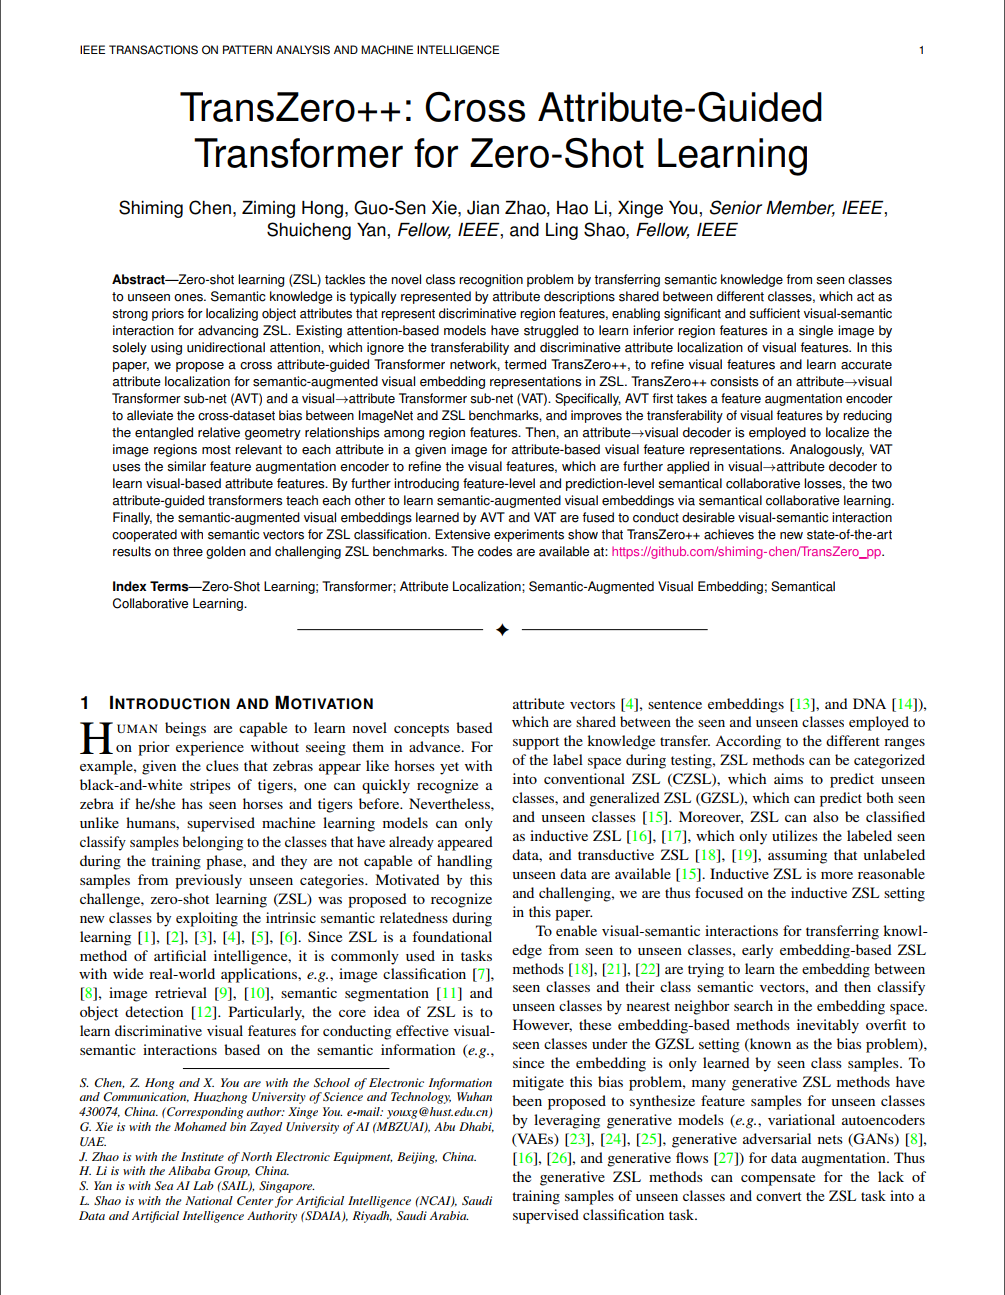 IEEE TRANSACTIONS ON PATTERN ANALYSIS AND MACHINE INTELLIGENCE 1
TransZero++: Cross Attribute-Guided
Transformer for Zero-Shot Learning
Shiming Chen, Ziming Hong, Guo-Sen Xie, Jian Zhao, Hao Li, Xinge You, Senior Member, IEEE,
Shuicheng Yan, Fellow, IEEE, and Ling Shao, Fellow, IEEE
Abstract—Zero-shot learning (ZSL) tackles the novel class recognition problem by transferring semantic knowledge from seen classes
to unseen ones. Semantic knowledge is typically represented by attribute descriptions shared between different classes, which act as
strong priors for localizing object attributes that represent discriminative region features, enabling significant and sufficient visual-semantic
interaction for advancing ZSL. Existing attention-based models have struggled to learn inferior region features in a single image by
solely using unidirectional attention, which ignore the transferability and discriminative attribute localization of visual features. In this
paper, we propose a cross attribute-guided Transformer network, termed TransZero++, to refine visual features and learn accurate
attribute localization for semantic-augmented visual embedding representations in ZSL. TransZero++ consists of an attribute→visual
Transformer sub-net (AVT) and a visual→attribute Transformer sub-net (VAT). Specifically, AVT first takes a feature augmentation encoder
to alleviate the cross-dataset bias between ImageNet and ZSL benchmarks, and improves the transferability of visual features by reducing
the entangled relative geometry relationships among region features. Then, an attribute→visual decoder is employed to localize the
image regions most relevant to each attribute in a given image for attribute-based visual feature representations. Analogously, VAT
uses the similar feature augmentation encoder to refine the visual features, which are further applied in visual→attribute decoder to
learn visual-based attribute features. By further introducing feature-level and prediction-level semantical collaborative losses, the two
attribute-guided transformers teach each other to learn semantic-augmented visual embeddings via semantical collaborative learning.
Finally, the semantic-augmented visual embeddings learned by AVT and VAT are fused to conduct desirable visual-semantic interaction
cooperated with semantic vectors for ZSL classification. Extensive experiments show that TransZero++ achieves the new state-of-the-art
results on three golden and challenging ZSL benchmarks. The codes are available at: https://github.com/shiming-chen/TransZero_pp.
Index Terms—Zero-Shot Learning; Transformer; Attribute Localization; Semantic-Augmented Visual Embedding; Semantical
Collaborative Learning.
1 INTRODUCTION AND MOTIVATION
HUMAN beings are capable to learn novel concepts based
on prior experience without seeing them in advance. For
example, given the clues that zebras appear like horses yet with
black-and-white stripes of tigers, one can quickly recognize a
zebra if he/she has seen horses and tigers before. Nevertheless,
unlike humans, supervised machine learning models can only
classify samples belonging to the classes that have already appeared
during the training phase, and they are not capable of handling
samples from previously unseen categories. Motivated by this
challenge, zero-shot learning (ZSL) was proposed to recognize
new classes by exploiting the intrinsic semantic relatedness during
learning [1], [2], [3], [4], [5], [6]. Since ZSL is a foundational
method of artificial intelligence, it is commonly used in tasks
with wide real-world applications, e.g., image classification [7],
[8], image retrieval [9], [10], semantic segmentation [11] and
object detection [12]. Particularly, the core idea of ZSL is to
learn discriminative visual features for conducting effective visual-
semantic interactions based on the semantic information (e.g.,
S. Chen, Z. Hong and X. You are with the School of Electronic Information
and Communication, Huazhong University of Science and Technology, Wuhan
430074, China. (Corresponding author: Xinge You. e-mail: youxg@hust.edu.cn)
G. Xie is with the Mohamed bin Zayed University of AI (MBZUAI), Abu Dhabi,
UAE.
J. Zhao is with the Institute of North Electronic Equipment, Beijing, China.
H. Li is with the Alibaba Group, China.
S. Yan is with Sea AI Lab (SAIL), Singapore.
L. Shao is with the National Center for Artificial Intelligence (NCAI), Saudi
Data and Artificial Intelligence Authority (SDAIA), Riyadh, Saudi Arabia.
attribute vectors [4], sentence embeddings [13], and DNA [14]),
which are shared between the seen and unseen classes employed to
support the knowledge transfer. According to the different ranges
of the label space during testing, ZSL methods can be categorized
into conventional ZSL (CZSL), which aims to predict unseen
classes, and generalized ZSL (GZSL), which can predict both seen
and unseen classes [15]. Moreover, ZSL can also be classified
as inductive ZSL [16], [17], which only utilizes the labeled seen
data, and transductive ZSL [18], [19], assuming that unlabeled
unseen data are available [15]. Inductive ZSL is more reasonable
and challenging, we are thus focused on the inductive ZSL setting
in this paper.
To enable visual-semantic interactions for transferring knowl-
edge from seen to unseen classes, early embedding-based ZSL
methods [18], [21], [22] are trying to learn the embedding between
seen classes and their class semantic vectors, and then classify
unseen classes by nearest neighbor search in the embedding space.
However, these embedding-based methods inevitably overfit to
seen classes under the GZSL setting (known as the bias problem),
since the embedding is only learned by seen class samples. To
mitigate this bias problem, many generative ZSL methods have
been proposed to synthesize feature samples for unseen classes
by leveraging generative models (e.g., variational autoencoders
(VAEs) [23], [24], [25], generative adversarial nets (GANs) [8],
[16], [26], and generative flows [27]) for data augmentation. Thus
the generative ZSL methods can compensate for the lack of
training samples of unseen classes and convert the ZSL task into a
supervised classification task.